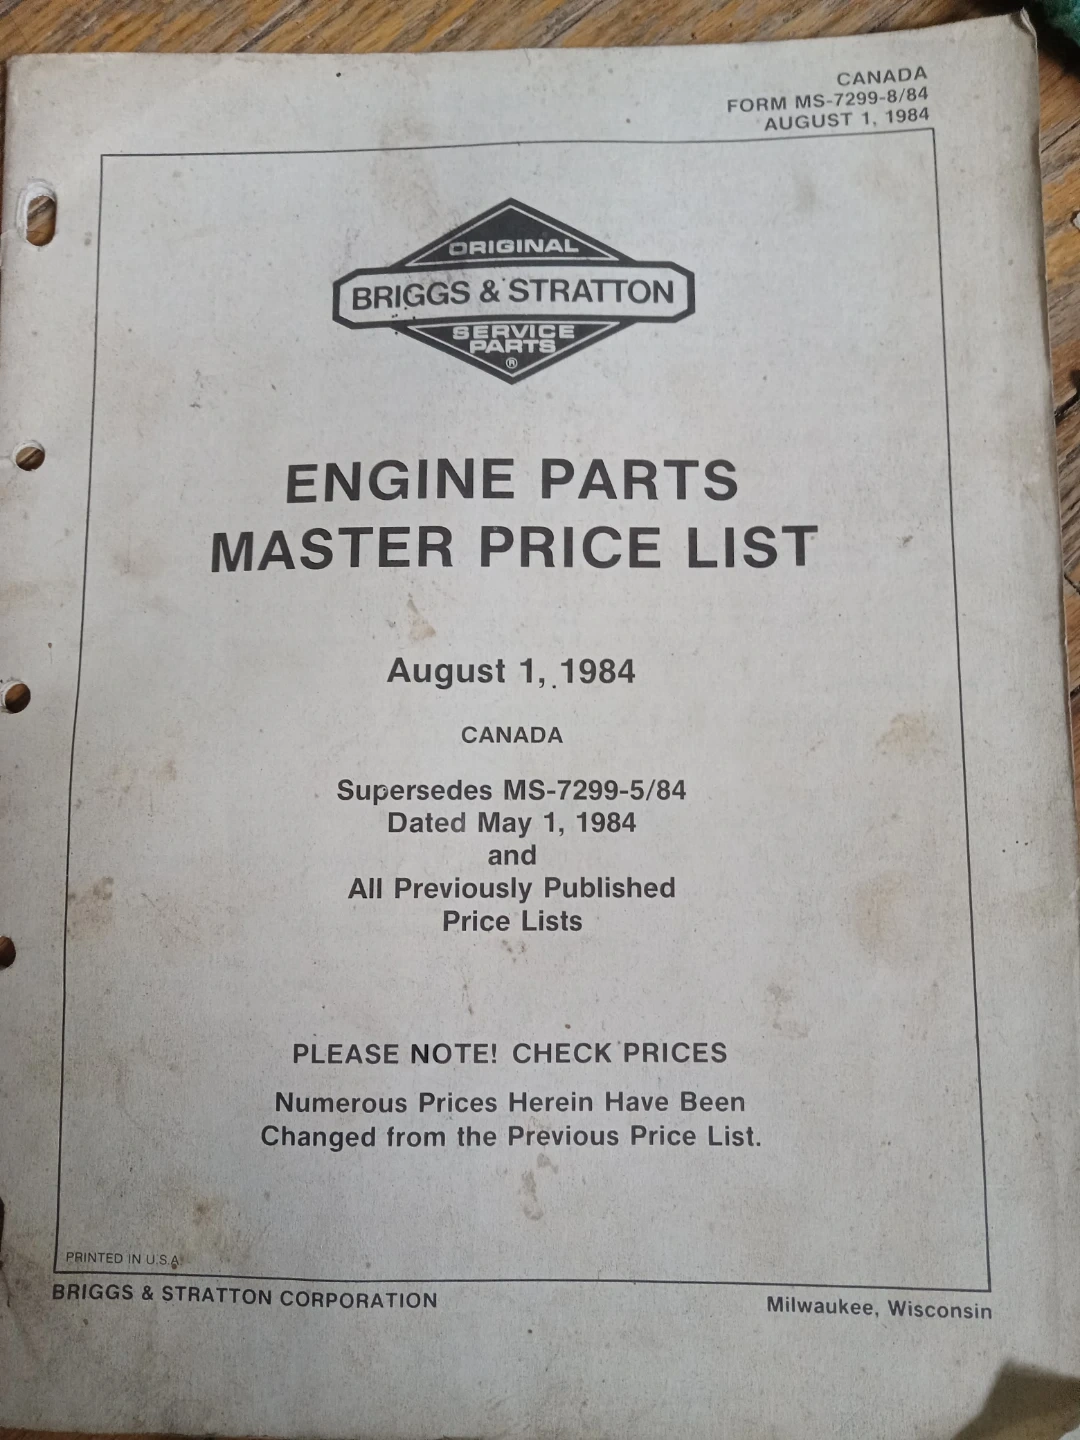 CANADA
FORM MS-7299-8/84
AUGUST 1, 1984
ORIGINAL
BRIGGS & STRATTON
SERVICE
PARTS
®
ENGINE PARTS
MASTER PRICE LIST
August 1, 1984
CANADA
Supersedes MS-7299-5/84
Dated May 1, 1984
and
All Previously Published
Price Lists
PLEASE NOTE! CHECK PRICES
Numerous Prices Herein Have Been
Changed from the Previous Price List.
PRINTED IN U.S.A.
BRIGGS & STRATTON CORPORATION
Milwaukee, Wisconsin